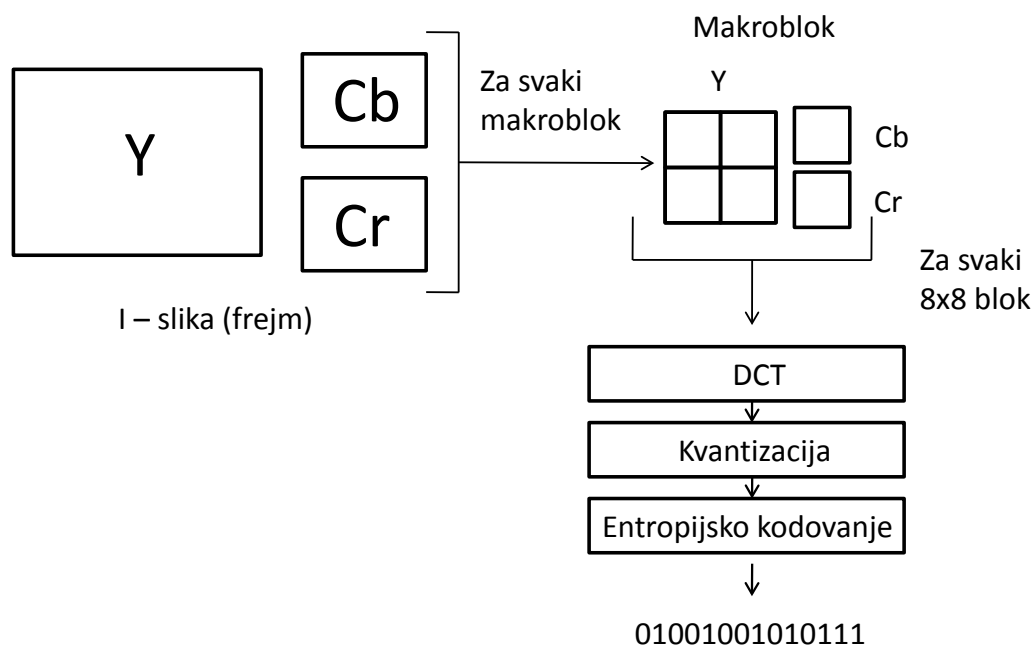 Makroblok
Y
Cb
Cr
I – slika (frejm)
Za svaki
makroblok
Y
Cb
Cr
Za svaki
8x8 blok
DCT
Kvantizacija
Entropijsko kodovanje
01001001010111